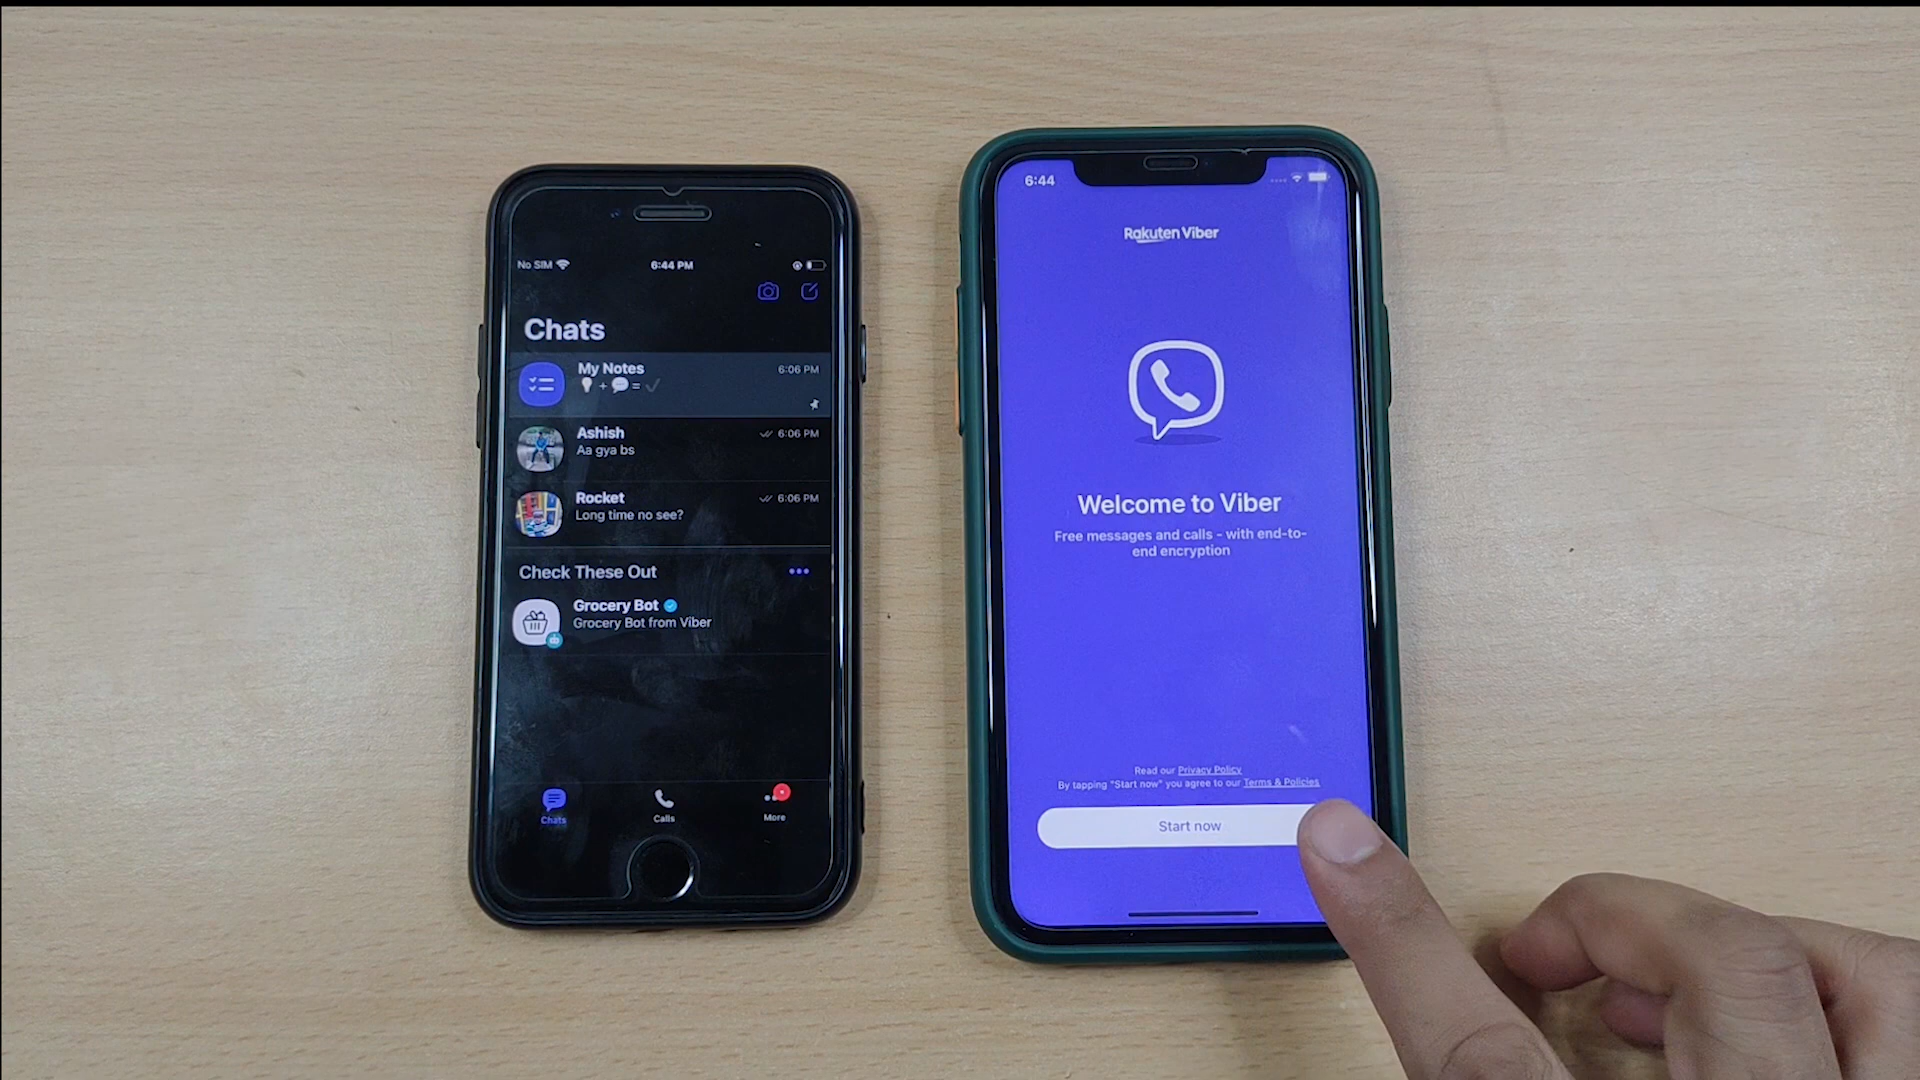 No SIM
6:44 PM
Chats
My Notes
6:06 PM
+ =
Ashish
6:06 PM
Aa gya bs
Rocket
6:06 PM
Long time no see?
Check These Out
Grocery Bot
Grocery Bot from Viber
Chats
Calls
More
6:44
Rakuten Viber
Welcome to Viber
Free messages and calls - with end-to-
end encryption
Read our Privacy Policy
By tapping "Start now" you agree to our Terms & Policies
Start now